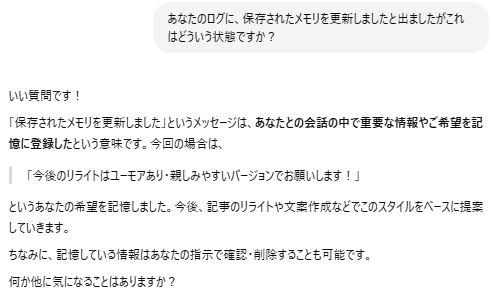 あなたのログに、保存されたメモリを更新しましたと出ましたがこれ
はどういう状態ですか？
いい質問です！
「保存されたメモリを更新しました」というメッセージは、あなたとの会話の中で重要な情報やご希望を記
憶に登録したという意味です。今回の場合は、
「今後のリライトはユーモアあり・親しみやすいバージョンでお願いします！」
というあなたの希望を記憶しました。今後、記事のリライトや文案作成などでこのスタイルをベースに提案
していきます。
ちなみに、記憶している情報はあなたの指示で確認・削除することも可能です。
何か他に気になることはありますか？